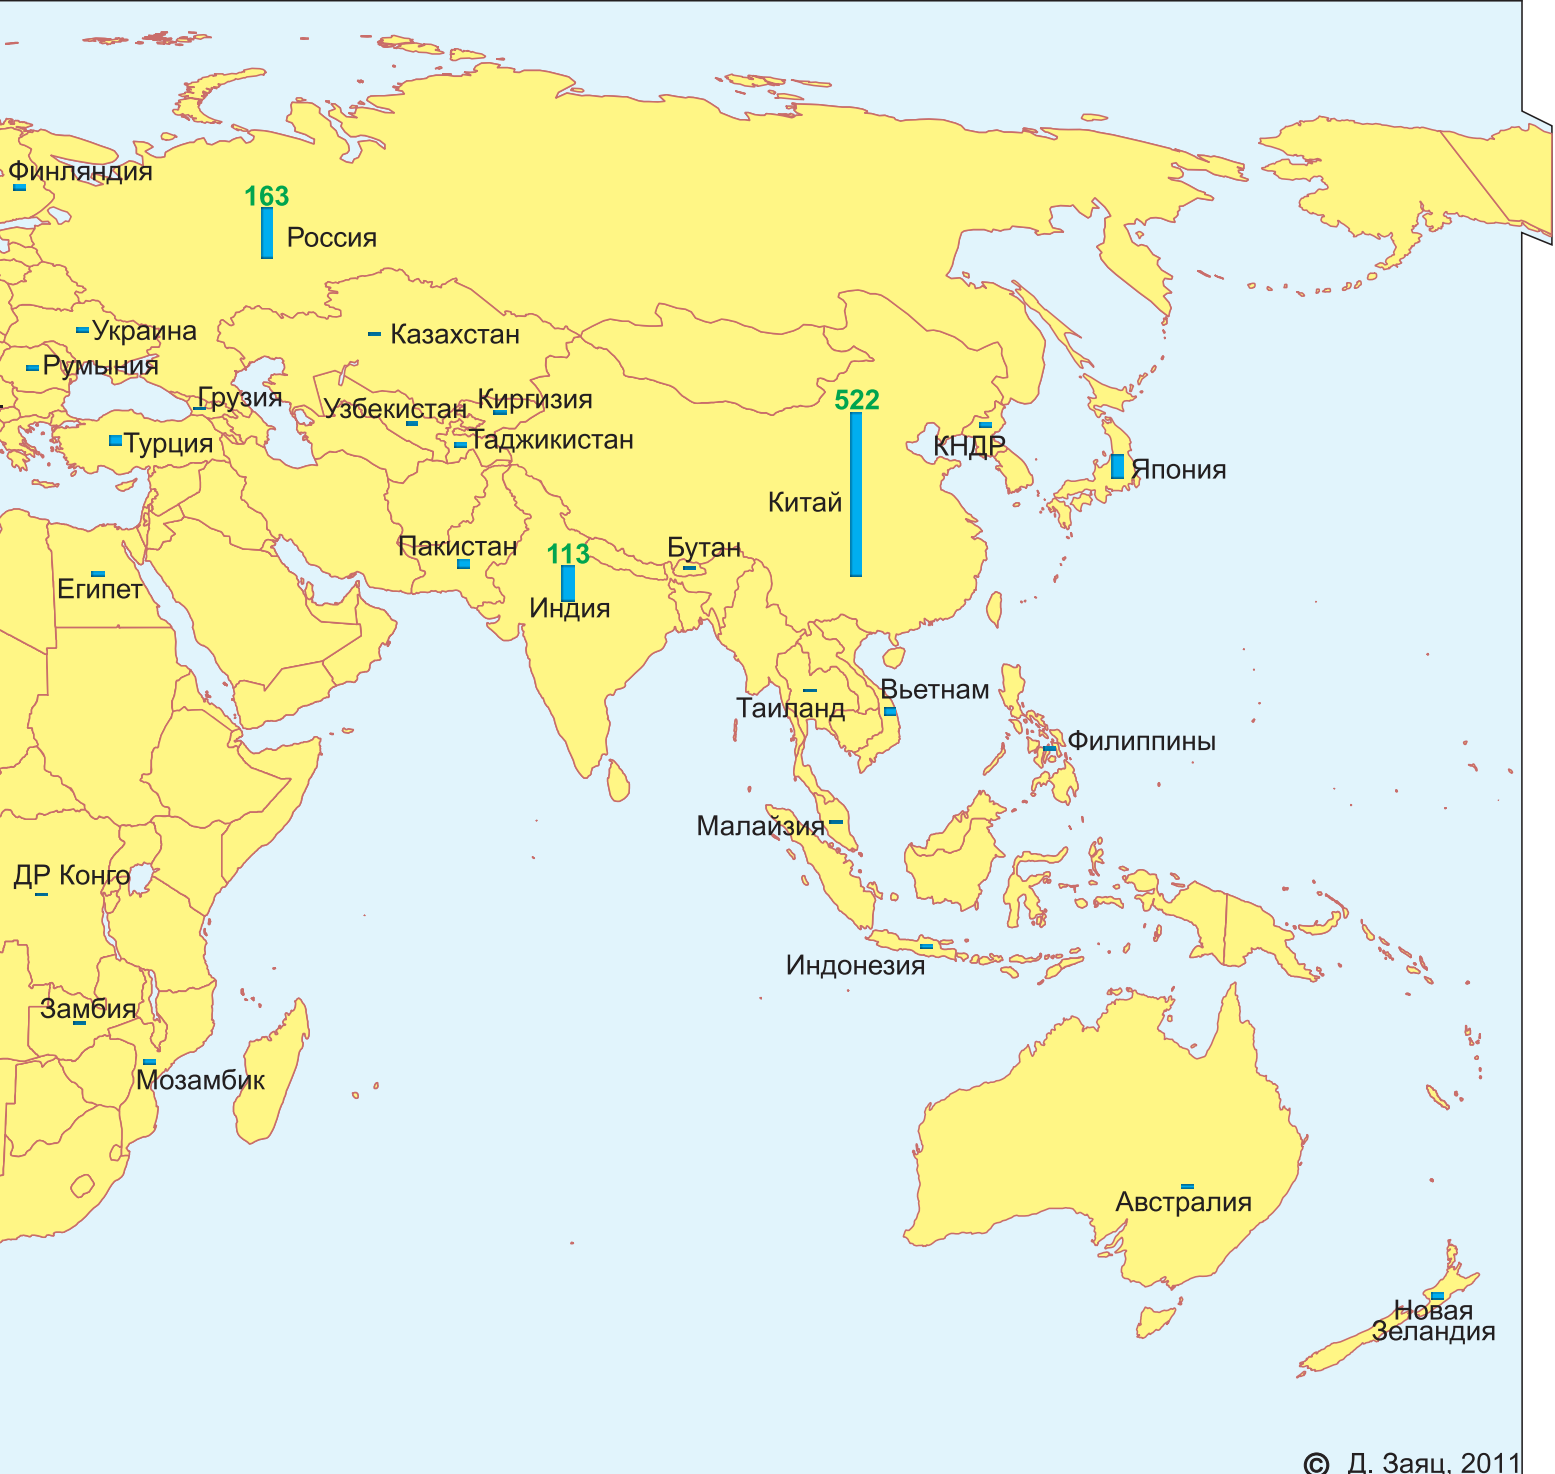 Финляндия
163
Россия
Украина
Казахстан
Румыния
Грузия
Узбекистан
Киргизия
522
Турция
Таджикистан
КНДР
Япония
Китай
Пакистан
113
Бутан
Египет
Индия
Вьетнам
Таиланд
Филиппины
Малайзия
ДР Конго
Индонезия
Замбия
Мозамбик
Австралия
Новая
Зеландия
© Д. Заяц, 2011